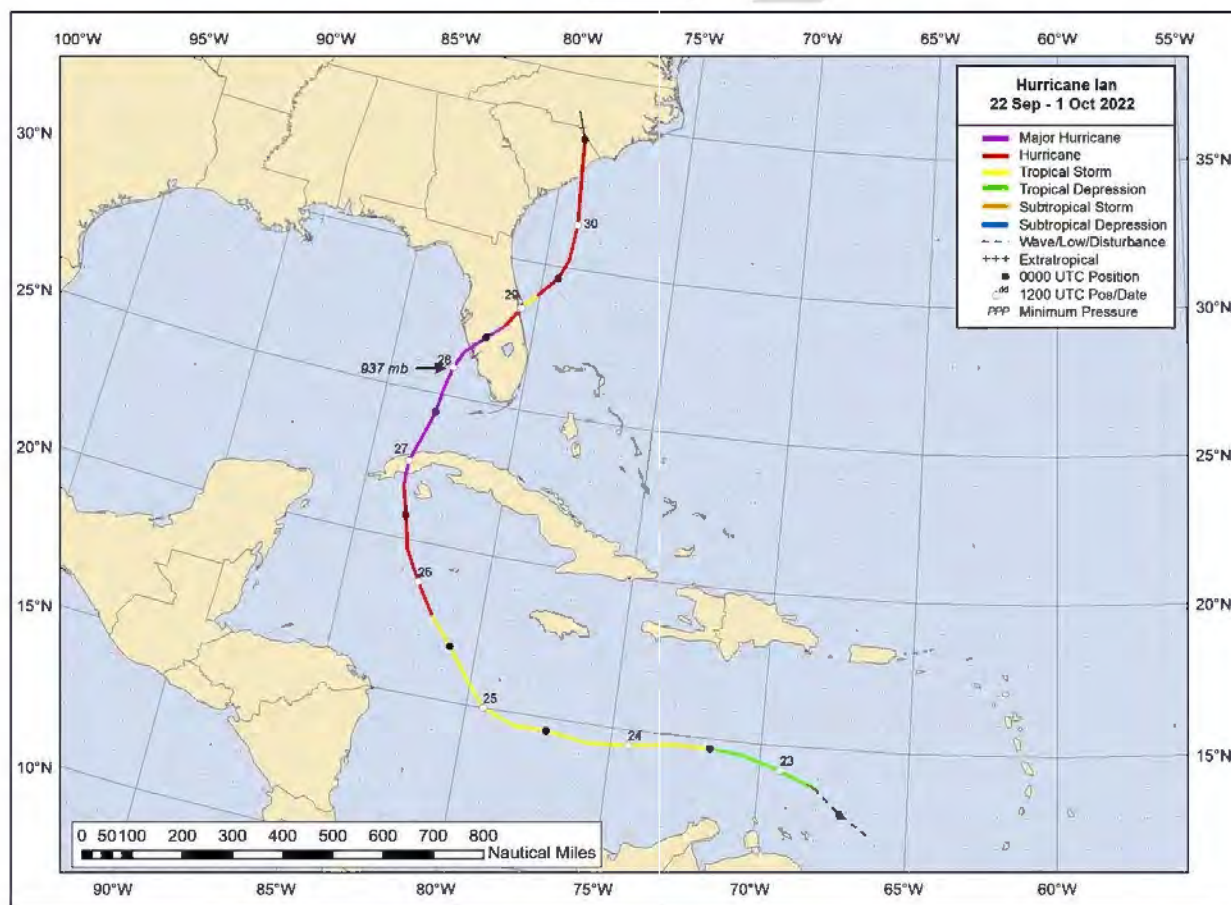 100°W 95°W 90°W 85°W 80°W 75°W 70°W 65°W 60°W 55°W
Hurricane Ian
22 Sep - 1 Oct 2022
Major Hurricane
Hurricane
Tropical Storm
Tropical Depression
Subtropical Storm
Subtropical Depression
Wave/Low/Disturbance
Extratropical
0000 UTC Position
dd 1200 UTC Pos/Date
PPP Minimum Pressure
30°N
35°N
30
25°N
29
30°N
28
937 mb
20°N
27
25°N
26
15°N
20°N
25
24
23
10°N
15°N
0 50 100 200 300 400 500 600 700 800
Nautical Miles
90°W 85°W 80°W 75°W 70°W 65°W 60°W